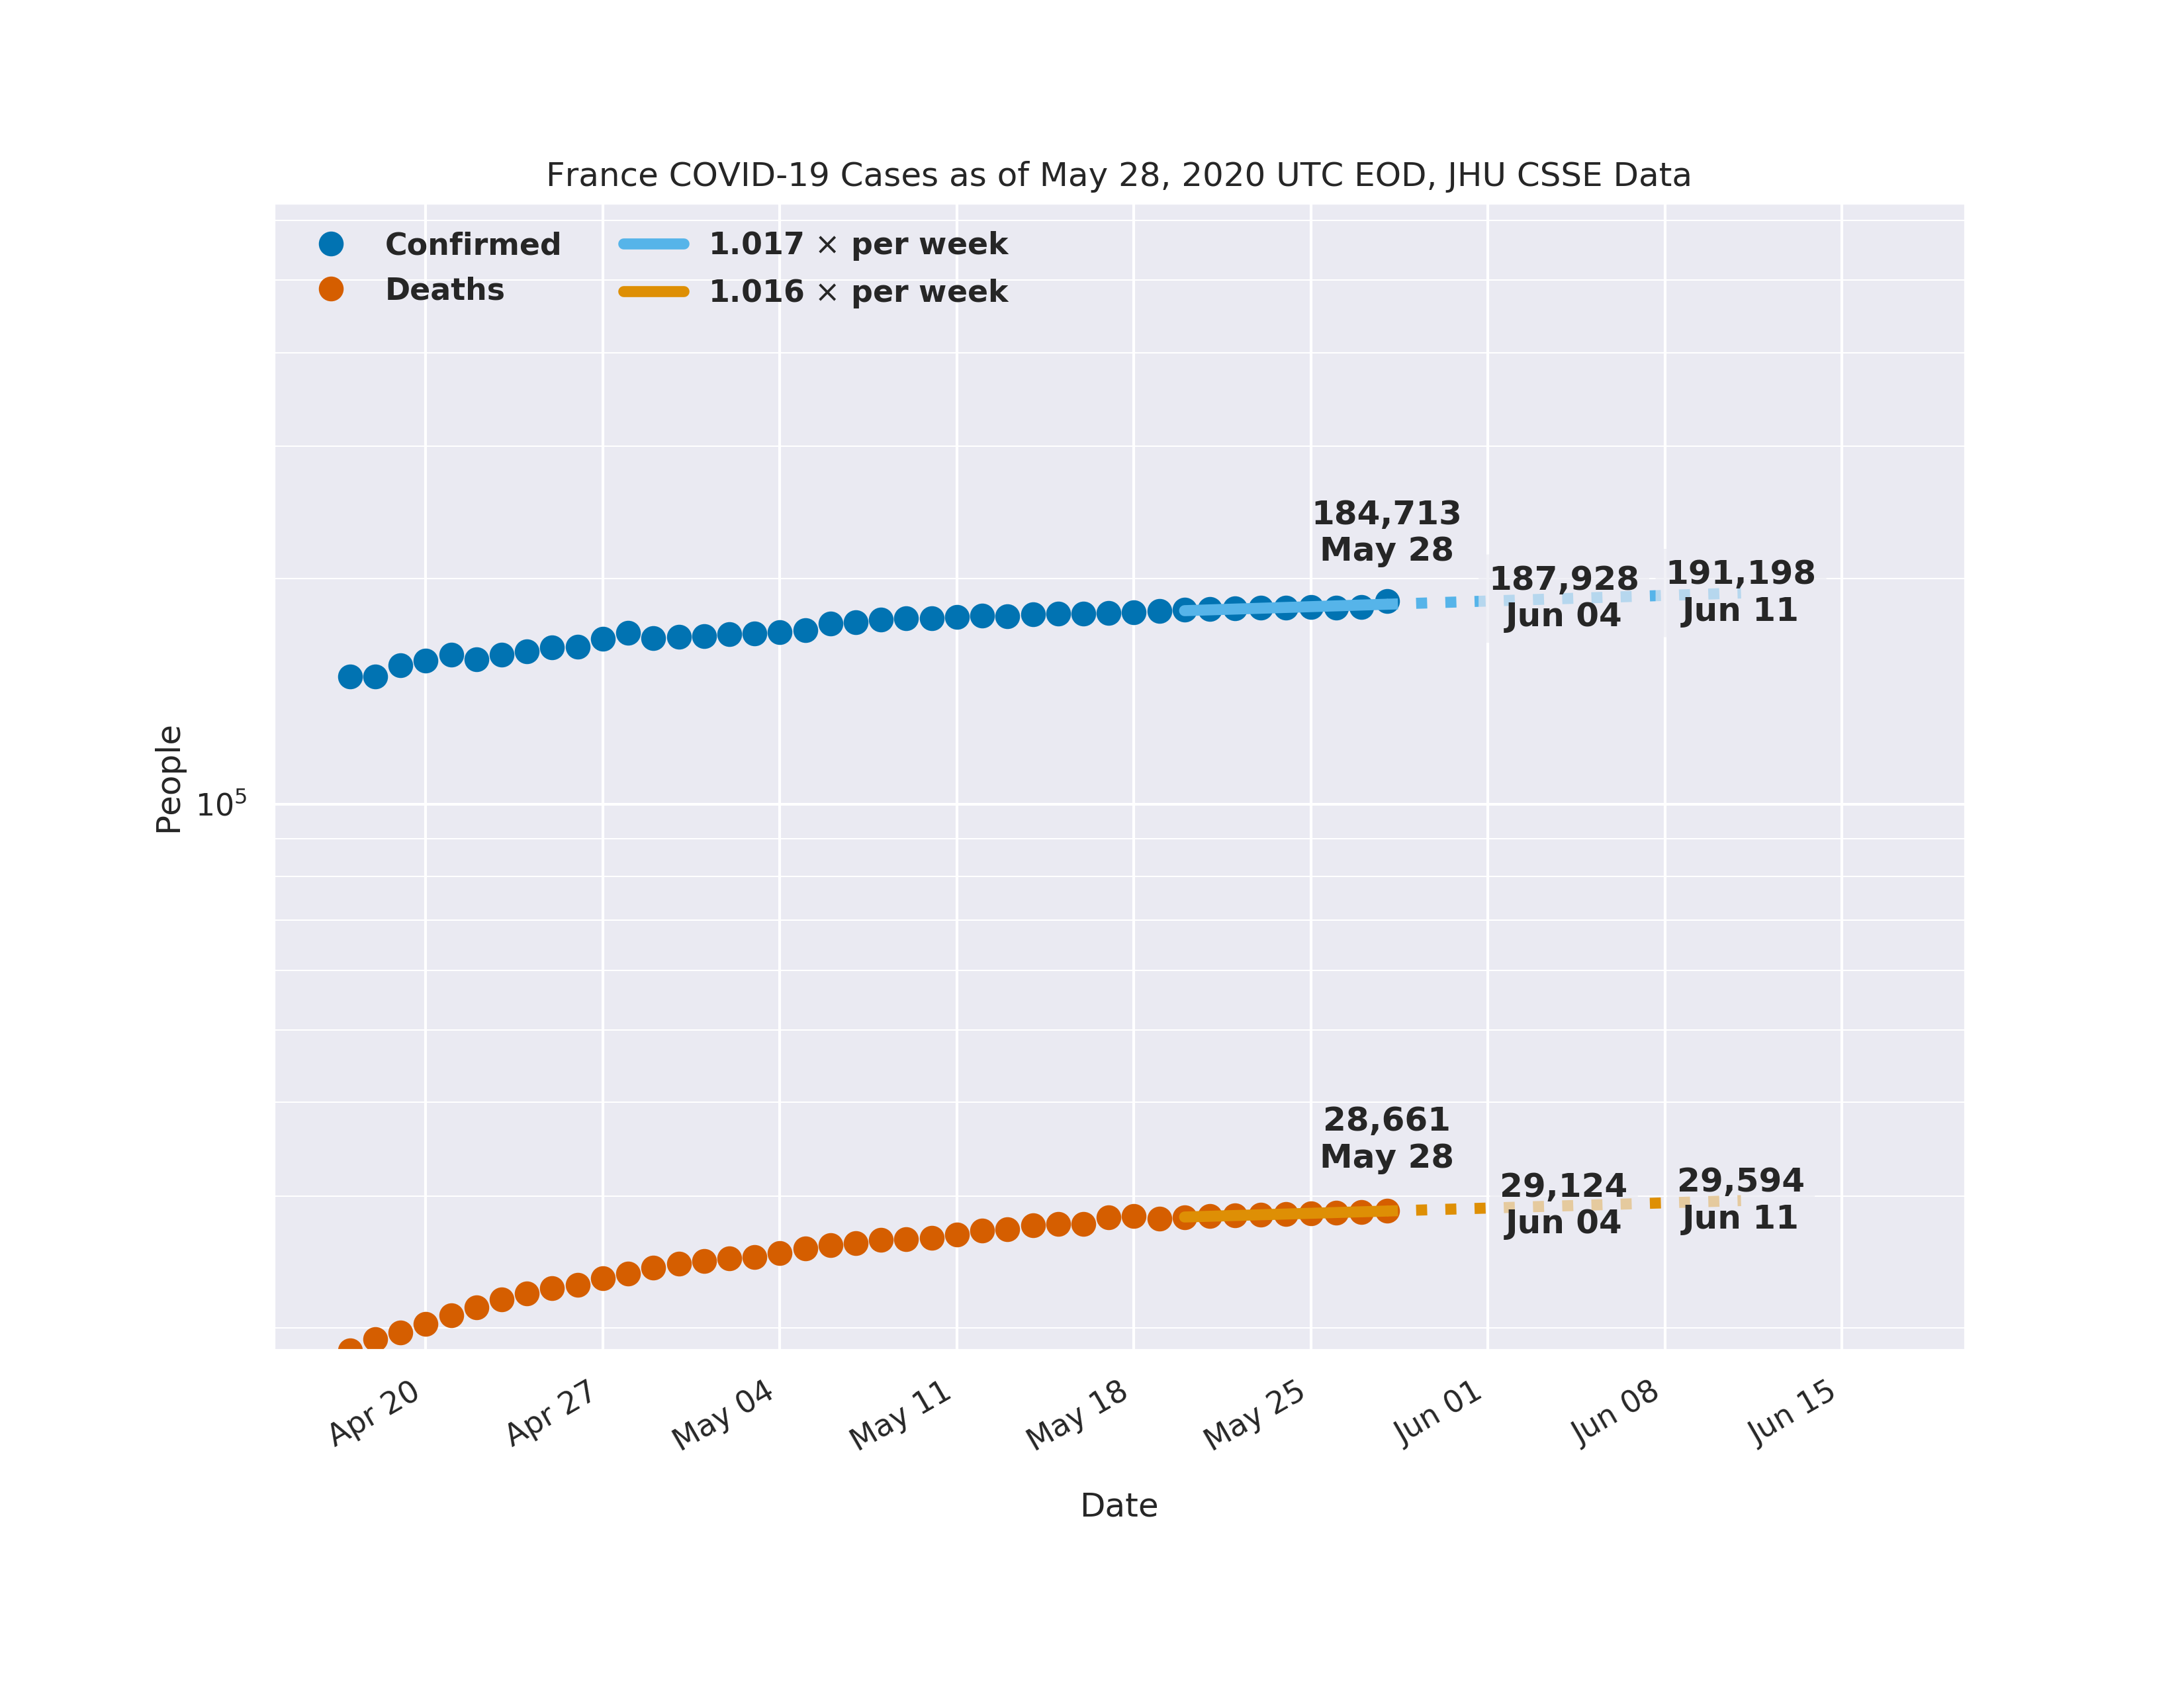 France COVID-19 Cases as of May 28, 2020 UTC EOD, JHU CSSE Data
Confirmed
Deaths
1.017 × per week
1.016 × per week
184,713
May 28
187,928
Jun 04
191,198
Jun 11
People
10⁵
28,661
May 28
29,124
Jun 04
29,594
Jun 11
Apr 20
Apr 27
May 04
May 11
May 18
May 25
Jun 01
Jun 08
Jun 15
Date